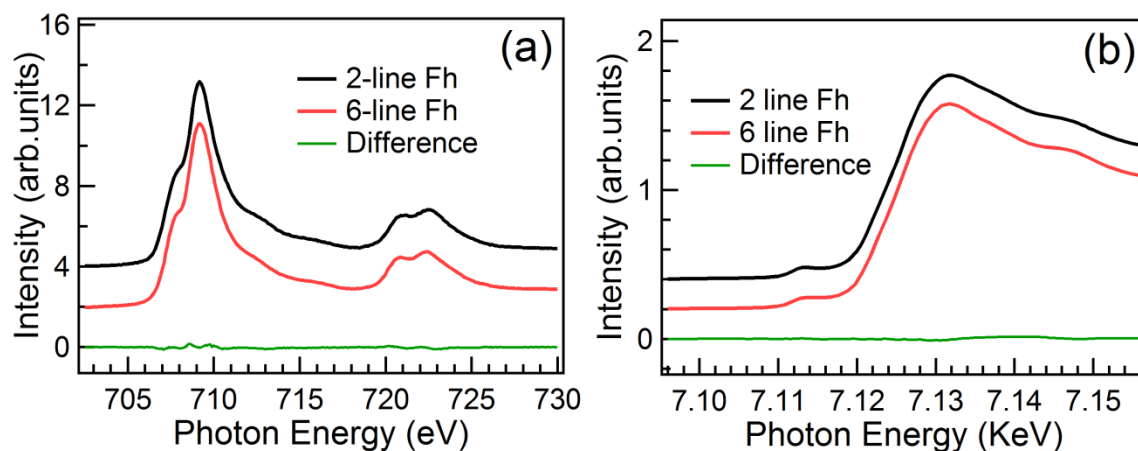 (a)
16
12
8
4
0
Intensity (arb.units)
2-line Fh
6-line Fh
Difference
705 710 715 720 725 730
Photon Energy (eV)
(b)
2
1
0
Intensity (arb.units)
2 line Fh
6 line Fh
Difference
7.10 7.11 7.12 7.13 7.14 7.15
Photon Energy (KeV)